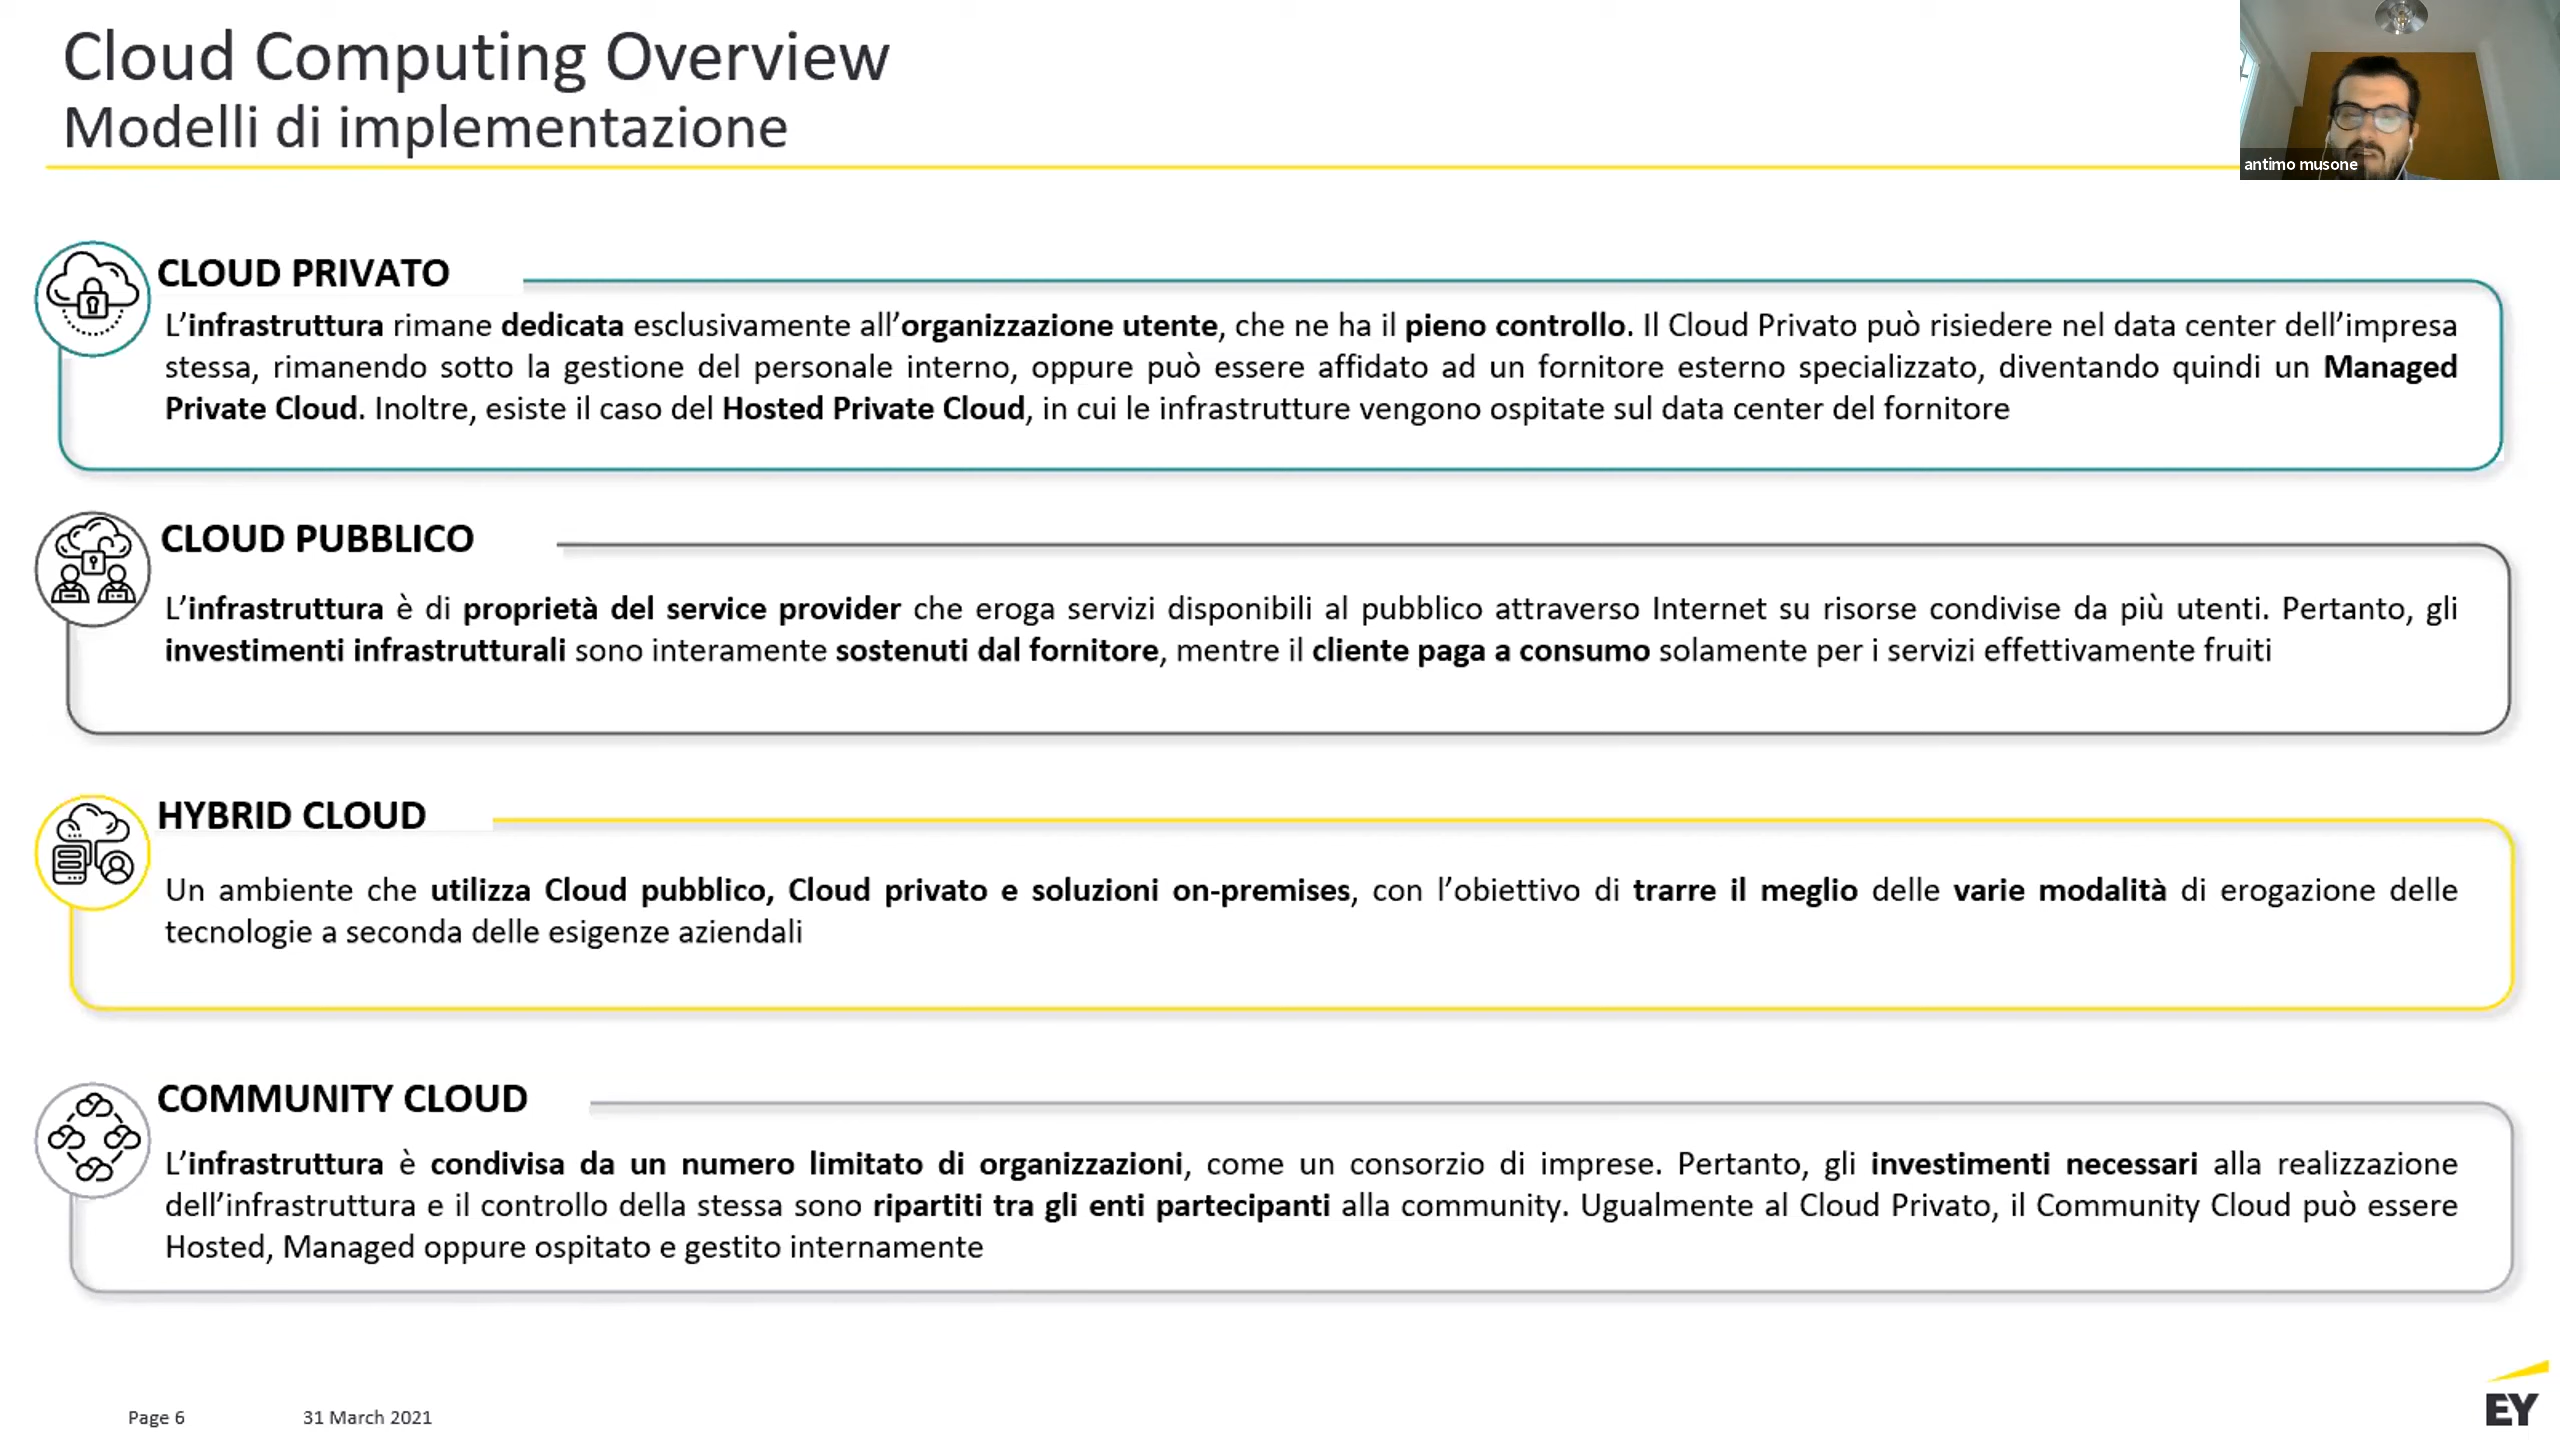 Cloud Computing Overview
Modelli di implementazione
antimo musone
CLOUD PRIVATO
L’infrastruttura rimane dedicata esclusivamente all’organizzazione utente, che ne ha il pieno controllo. Il Cloud Privato può risiedere nel data center dell’impresa
stessa, rimanendo sotto la gestione del personale interno, oppure può essere affidato ad un fornitore esterno specializzato, diventando quindi un Managed
Private Cloud. Inoltre, esiste il caso del Hosted Private Cloud, in cui le infrastrutture vengono ospitate sul data center del fornitore
CLOUD PUBBLICO
L’infrastruttura è di proprietà del service provider che eroga servizi disponibili al pubblico attraverso Internet su risorse condivise da più utenti. Pertanto, gli
investimenti infrastrutturali sono interamente sostenuti dal fornitore, mentre il cliente paga a consumo solamente per i servizi effettivamente fruiti
HYBRID CLOUD
Un ambiente che utilizza Cloud pubblico, Cloud privato e soluzioni on-premises, con l’obiettivo di trarre il meglio delle varie modalità di erogazione delle
tecnologie a seconda delle esigenze aziendali
COMMUNITY CLOUD
L’infrastruttura è condivisa da un numero limitato di organizzazioni, come un consorzio di imprese. Pertanto, gli investimenti necessari alla realizzazione
dell’infrastruttura e il controllo della stessa sono ripartiti tra gli enti partecipanti alla community. Ugualmente al Cloud Privato, il Community Cloud può essere
Hosted, Managed oppure ospitato e gestito internamente
Page 6
31 March 2021
EY